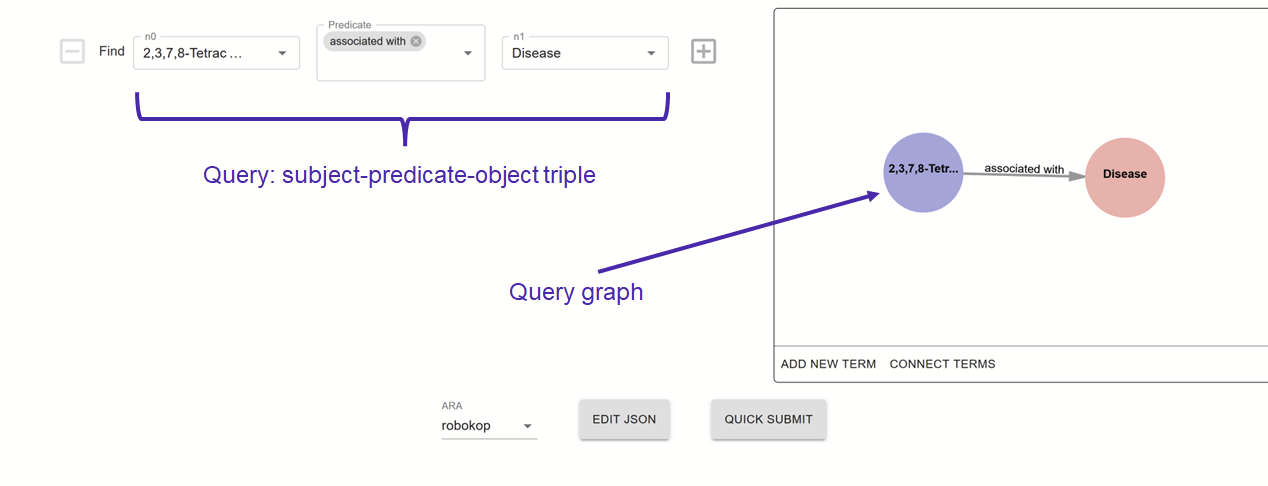 Find
n0
2,3,7,8-Tetrac ...
Predicate
associated with
n1
Disease
Query: subject-predicate-object triple
2,3,7,8-Tetr...
associated with
Disease
Query graph
ADD NEW TERM CONNECT TERMS
ARA
robokop
EDIT JSON
QUICK SUBMIT